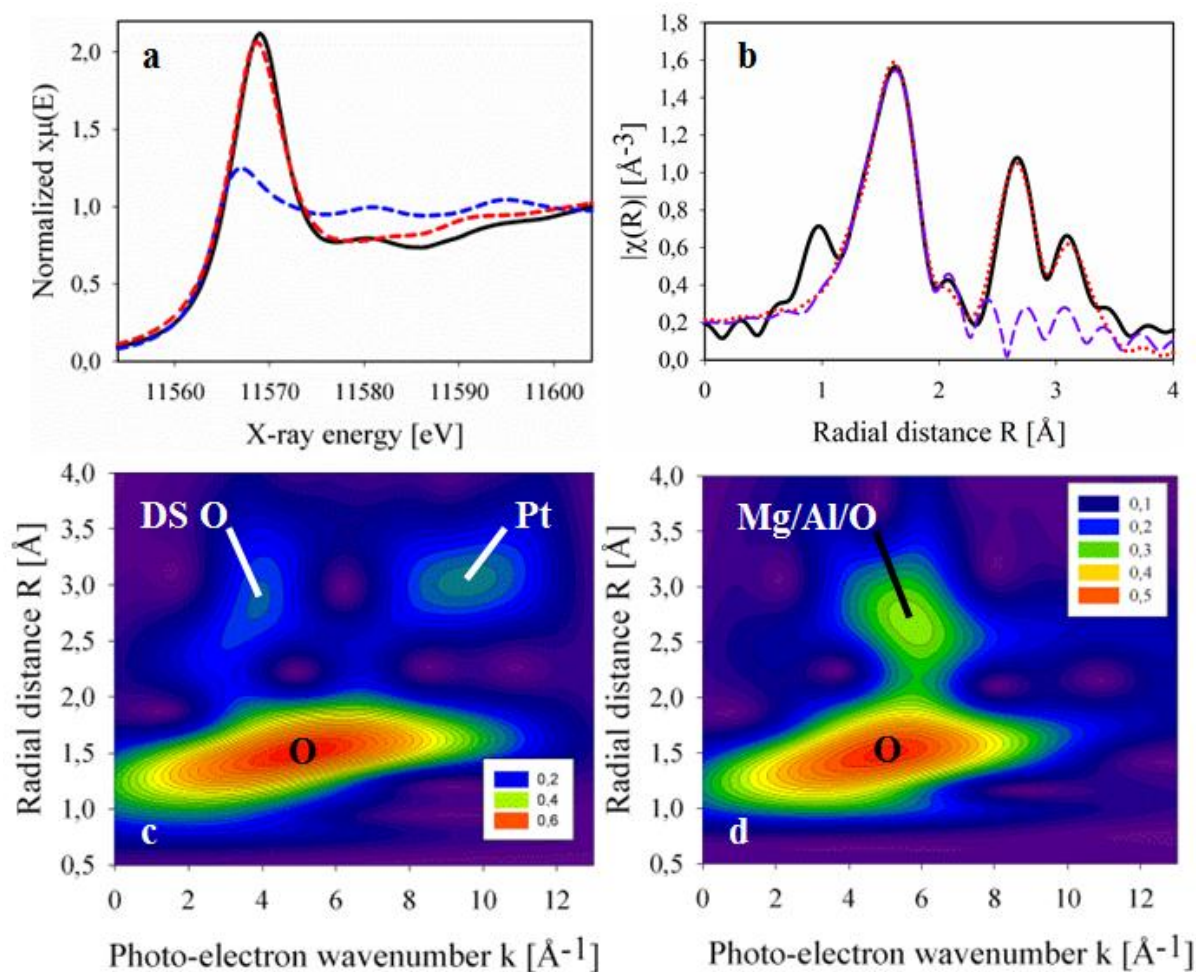 a
2.0
1.5
1.0
0.5
0,0
Normalized xμ(E)
11560 11570 11580 11590 11600
X-ray energy [eV]
b
1,8
1,6
1,4
1,2
1,0
0,8
0,6
0,4
0,2
0,0
|χ(R)| [Å-3]
0 1 2 3 4
Radial distance R [Å]
DS O
Pt
O
c
4,0
3,5
3.0
2.5
2.0
1.5
1.0
0,5
Radial distance R [Å]
0,2
0,4
0,6
0 2 4 6 8 10 12
Photo-electron wavenumber k [Å-1]
Mg/Al/O
O
d
4,0
3,5
3.0
2.5
2.0
1.5
1.0
0,5
Radial distance R [Å]
0,1
0,2
0,3
0,4
0,5
0 2 4 6 8 10 12
Photo-electron wavenumber k [Å-1]